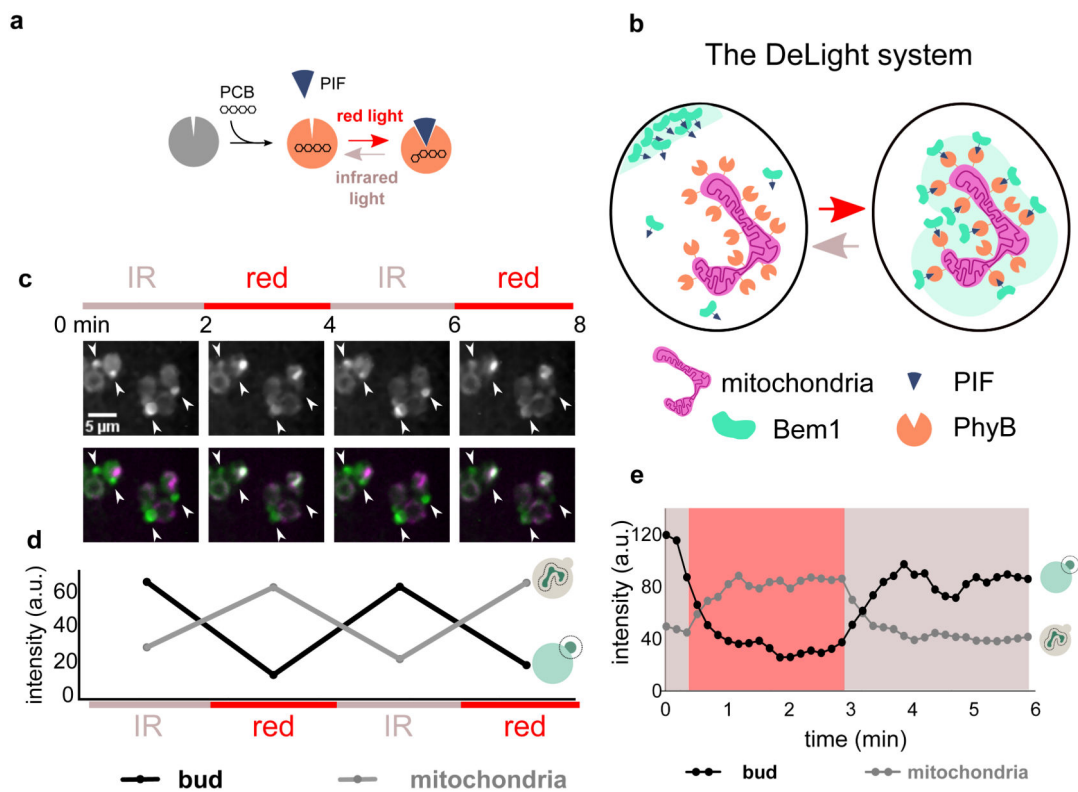 a
PCB
PIF
red light
infrared
light
b
The DeLight system
mitochondria
PIF
Bem1
PhyB
c
IR red IR red
0 min 2 4 6 8
5 µm
d
intensity (a.u.)
60
40
20
0
IR red IR red
bud mitochondria
e
intensity (a.u.)
120
80
40
0
0 1 2 3 4 5 6
time (min)
bud mitochondria